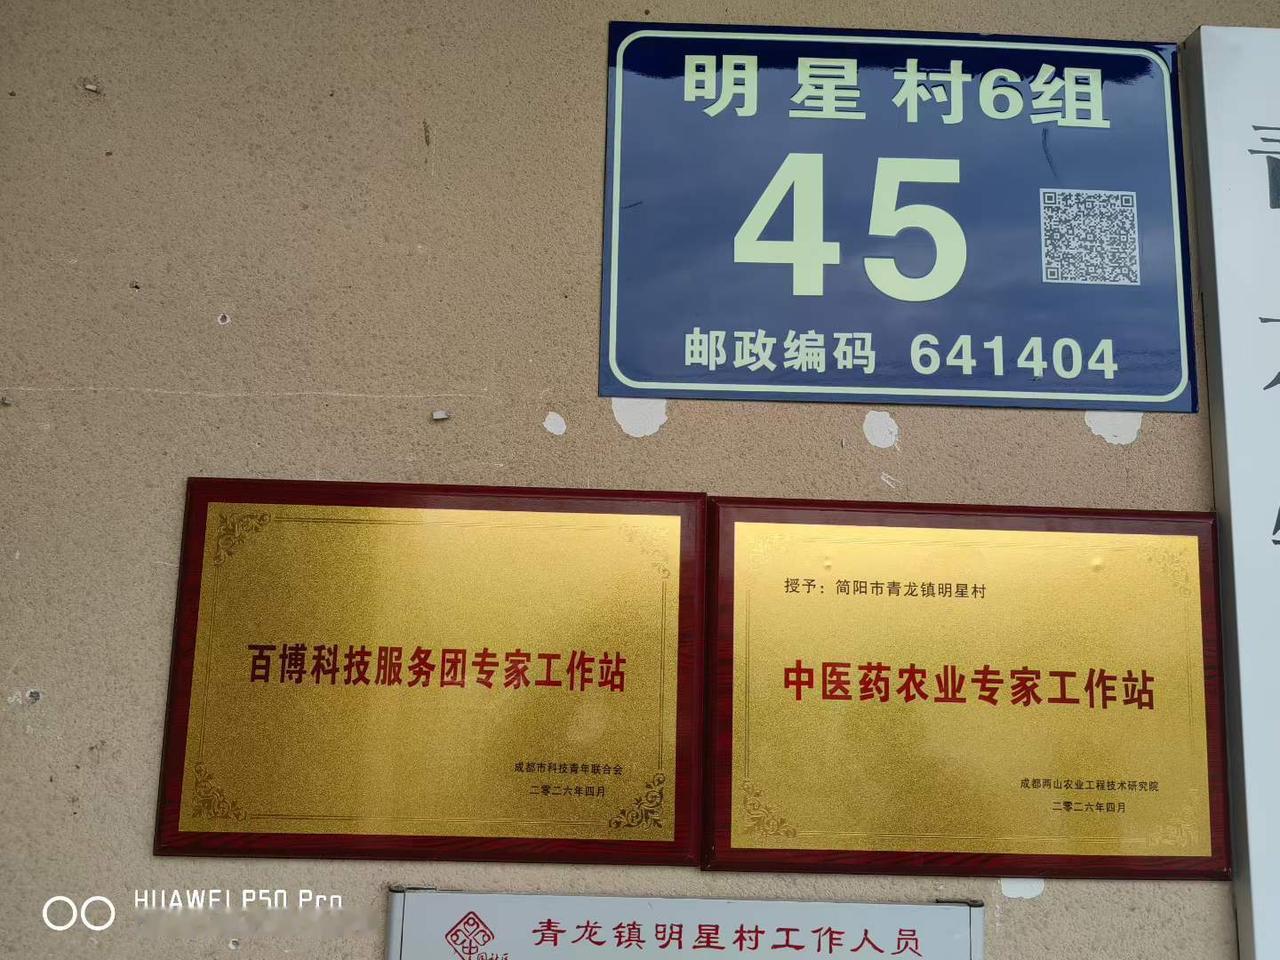 明星村6组
45
邮政编码 641404
百博科技服务团专家工作站
成都市科技青年联合会
二零二六年四月
授予：简阳市青龙镇明星村
中医药农业专家工作站
成都两山农业工程技术研究院
二零二六年四月
青龙镇明星村工作人员
HUAWEI P50 Pro